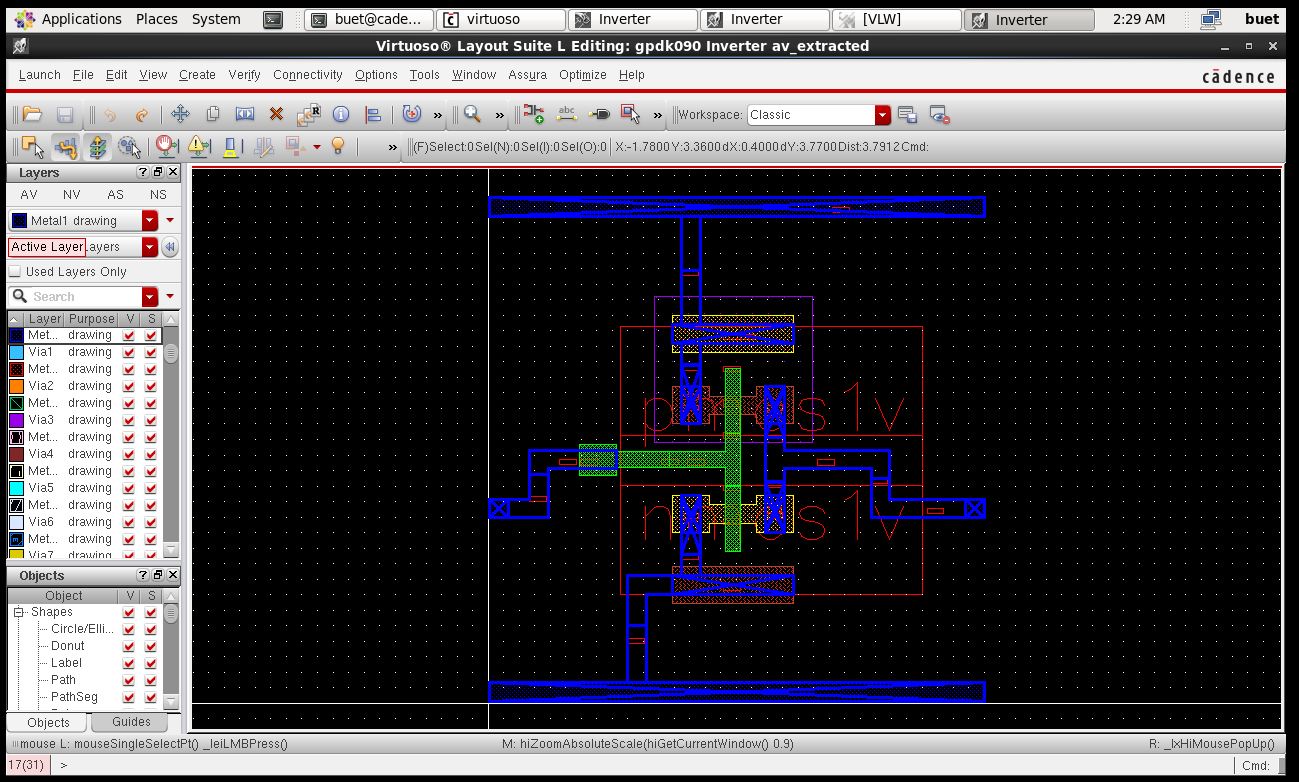 Applications Places System buet@cade... virtuoso Inverter Inverter [VLW] Inverter 2:29 AM buet
Virtuoso® Layout Suite L Editing: gpdk090 Inverter av_extracted
Launch File Edit View Create Verify Connectivity Options Tools Window Assura Optimize Help cādence
R i abc » » » Workspace: Classic
» (F)Select:0 Sel(N):0 Sel(I):0 Sel(O):0 X:-1.7800 Y:3.3600 dX:0.4000 dY:3.7700 Dist:3.7912 Cmd:
Layers ?
AV NV AS NS
Metal1 drawing
Active Layer ayers
Used Layers Only
Search
Layer Purpose V S
Met... drawing
Via1 drawing
Met... drawing
Via2 drawing
Met... drawing
Via3 drawing
Met... drawing
Via4 drawing
Met... drawing
Via5 drawing
Met... drawing
Via6 drawing
Met... drawing
Via7 drawing
s1v
s1v
Objects ?
Object V S
Shapes
Circle/Elli...
Donut
Label
Path
PathSeg
Objects Guides
mouse L: mouseSingleSelectPt() _leiLMBPress() M: hiZoomAbsoluteScale(hiGetCurrentWindow() 0.9) R: _lxHiMousePopUp()
17(31) > Cmd: